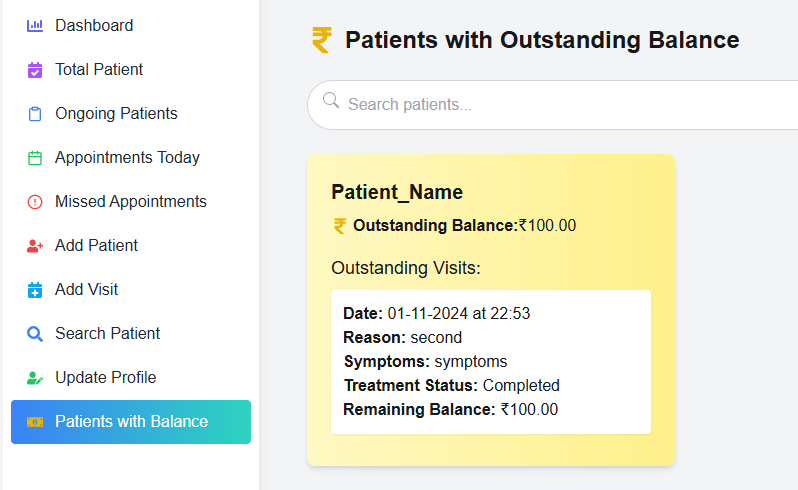 Dashboard
Total Patient
Ongoing Patients
Appointments Today
Missed Appointments
Add Patient
Add Visit
Search Patient
Update Profile
Patients with Balance
₹ Patients with Outstanding Balance
Search patients...
Patient_Name
₹ Outstanding Balance:₹100.00
Outstanding Visits:
Date: 01-11-2024 at 22:53
Reason: second
Symptoms: symptoms
Treatment Status: Completed
Remaining Balance: ₹100.00